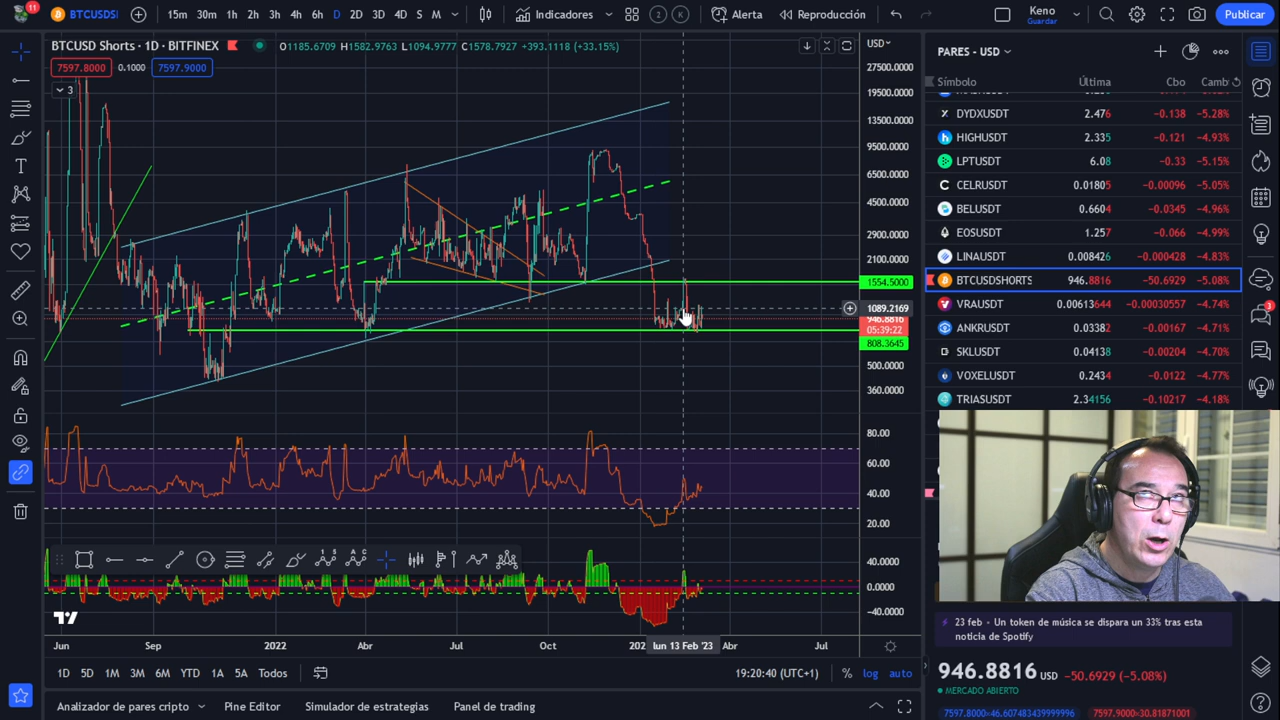 11
BTCUSDS
15m 30m 1h 2h 3h 4h 6h D 2D 3D 4D S M
Indicadores
2 K
Alerta
Reproducción
Keno
Guardar
Publicar
BTCUSD Shorts · 1D · BITFINEX
O1185.6709 H1582.9763 L1094.9777 C1578.7927 +393.1118 (+33.15%)
USD
7597.8000 0.1000 7597.9000
3
27500.0000
19500.0000
13500.0000
9500.0000
6500.0000
4500.0000
2900.0000
2100.0000
1554.5000
1089.2169
946.8816
05:39:22
808.3645
500.0000
360.0000
80.00
60.00
40.00
20.00
40.0000
0.0000
−40.0000
Jun Sep 2022 Abr Jul Oct 202 lun 13 Feb '23 Abr Jul
1D 5D 1M 3M 6M YTD 1A 5A Todos
19:20:40 (UTC+1)
% log auto
Analizador de pares cripto
Pine Editor
Simulador de estrategias
Panel de trading
PARES - USD
Símbolo Última Cbo Camb
DYDXUSDT 2.476 −0.138 −5.28%
HIGHUSDT 2.335 −0.121 −4.93%
LPTUSDT 6.08 −0.33 −5.15%
CELRUSDT 0.01805 −0.00096 −5.05%
BELUSDT 0.6604 −0.0345 −4.96%
EOSUSDT 1.257 −0.066 −4.99%
LINAUSDT 0.008426 −0.000428 −4.83%
BTCUSDSHORTS 946.8816 −50.6929 −5.08%
VRAUSDT 0.00613644 −0.00030557 −4.74%
ANKRUSDT 0.0382 −0.00167 −4.71%
SKLUSDT 0.04138 −0.00204 −4.70%
VOXELUSDT 0.2434 −0.0122 −4.77%
TRIASUSDT 2.34156 −0.10217 −4.18%
3
23 feb · Un token de música se dispara un 33% tras esta
noticia de Spotify
946.8816 USD −50.6929 (−5.08%)
MERCADO ABIERTO